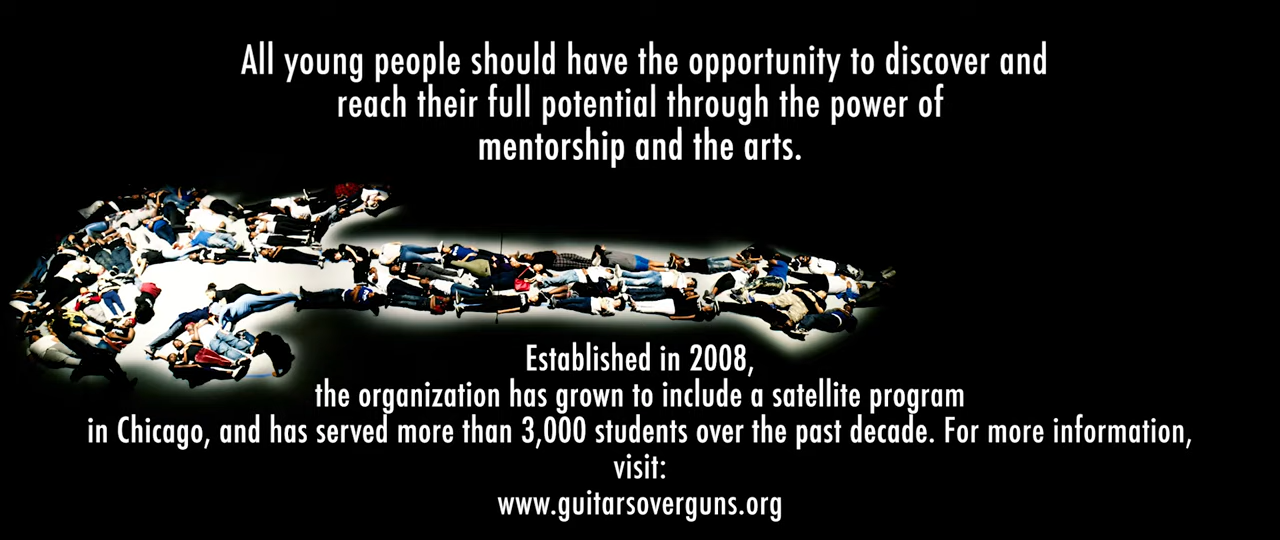 All young people should have the opportunity to discover and
reach their full potential through the power of
mentorship and the arts.
Established in 2008,
the organization has grown to include a satellite program
in Chicago, and has served more than 3,000 students over the past decade. For more information,
visit:
www.guitarsoverguns.org